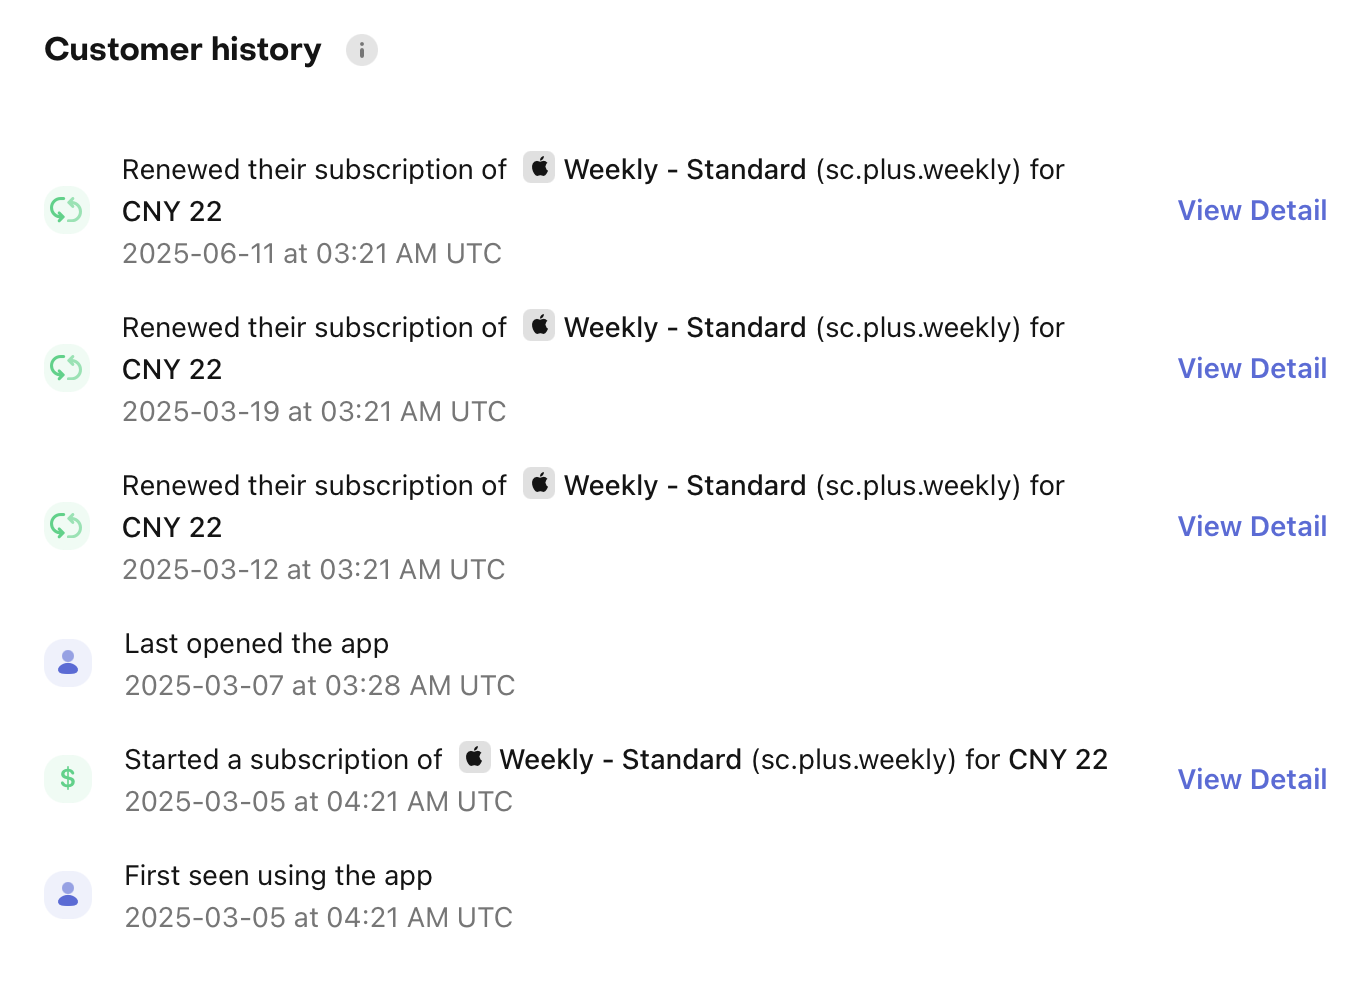 Customer history
Renewed their subscription of Weekly - Standard (sc.plus.weekly) for
CNY 22
2025-06-11 at 03:21 AM UTC
View Detail
Renewed their subscription of Weekly - Standard (sc.plus.weekly) for
CNY 22
2025-03-19 at 03:21 AM UTC
View Detail
Renewed their subscription of Weekly - Standard (sc.plus.weekly) for
CNY 22
2025-03-12 at 03:21 AM UTC
View Detail
Last opened the app
2025-03-07 at 03:28 AM UTC
Started a subscription of Weekly - Standard (sc.plus.weekly) for CNY 22
2025-03-05 at 04:21 AM UTC
View Detail
First seen using the app
2025-03-05 at 04:21 AM UTC